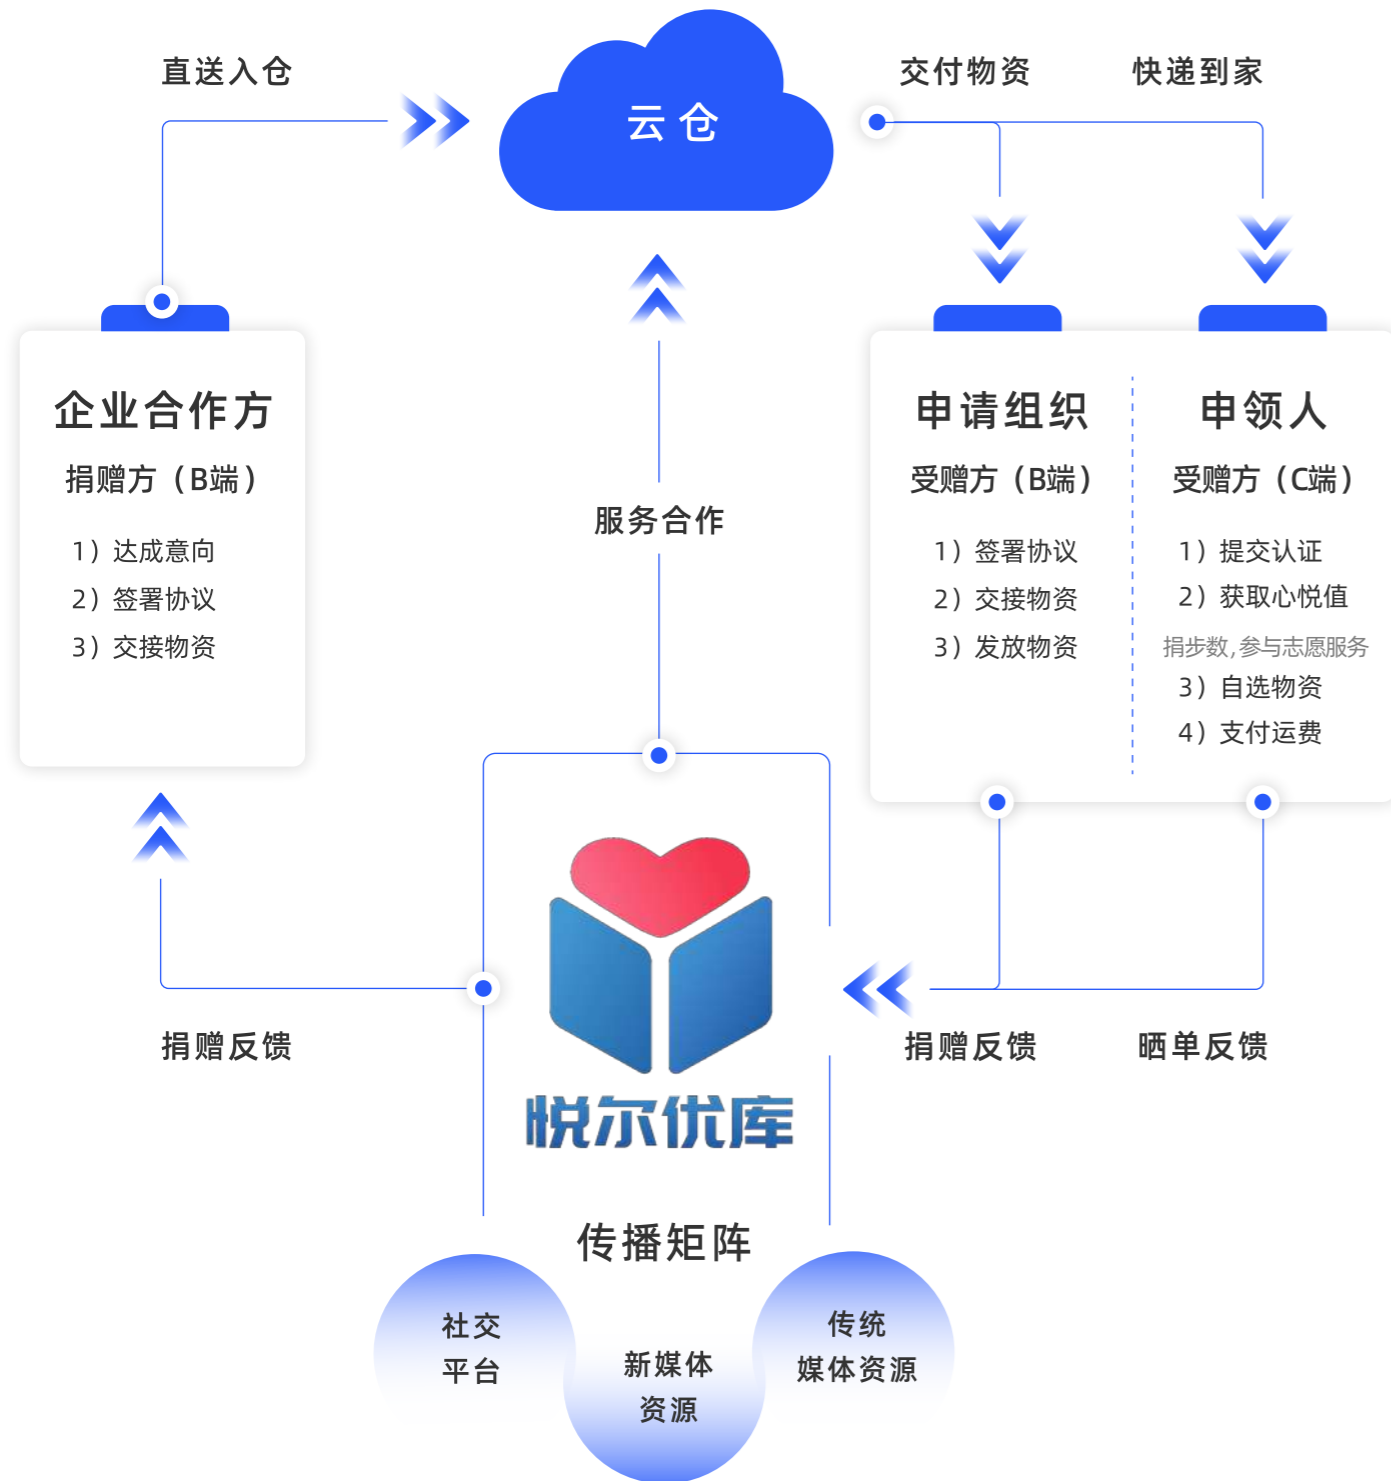 直送入仓
云仓
交付物资
快递到家
企业合作方
捐赠方（B端）
1）达成意向
2）签署协议
3）交接物资
服务合作
申请组织
受赠方（B端）
1）签署协议
2）交接物资
3）发放物资
申领人
受赠方（C端）
1）提交认证
2）获取心悦值
捐步数,参与志愿服务
3）自选物资
4）支付运费
捐赠反馈
悦尔优库
捐赠反馈
晒单反馈
传播矩阵
社交
平台
新媒体
资源
传统
媒体资源